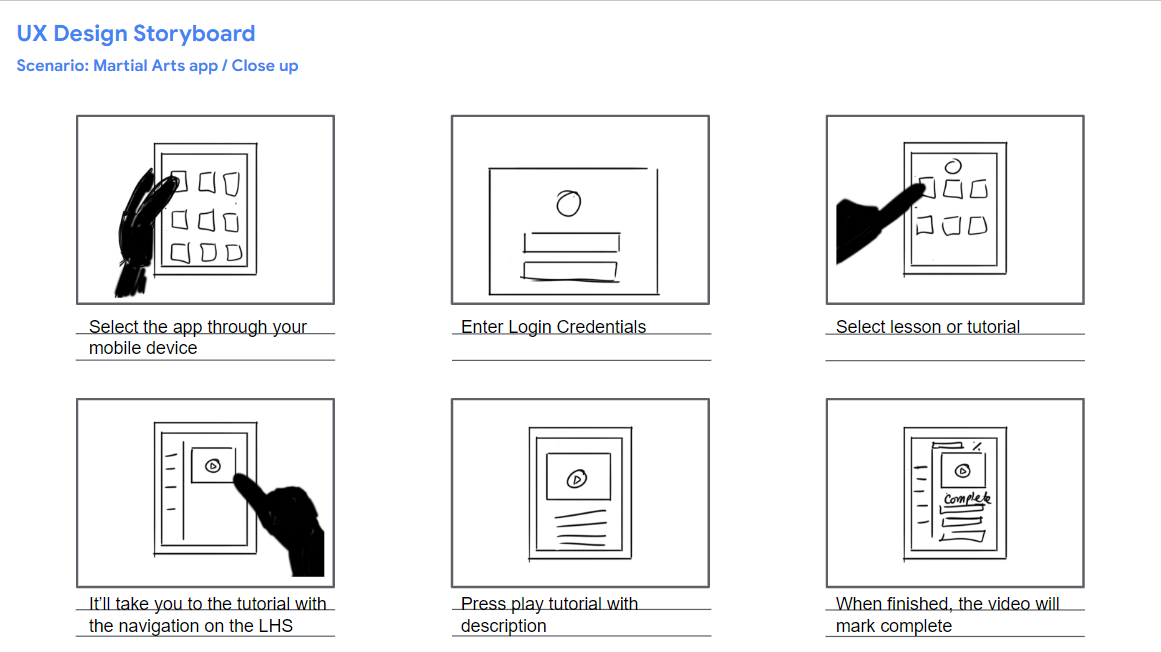 UX Design Storyboard
Scenario: Martial Arts app / Close up
Select the app through your
mobile device
Enter Login Credentials
Select lesson or tutorial
%
Complete
It'll take you to the tutorial with
the navigation on the LHS
Press play tutorial with
description
When finished, the video will
mark complete